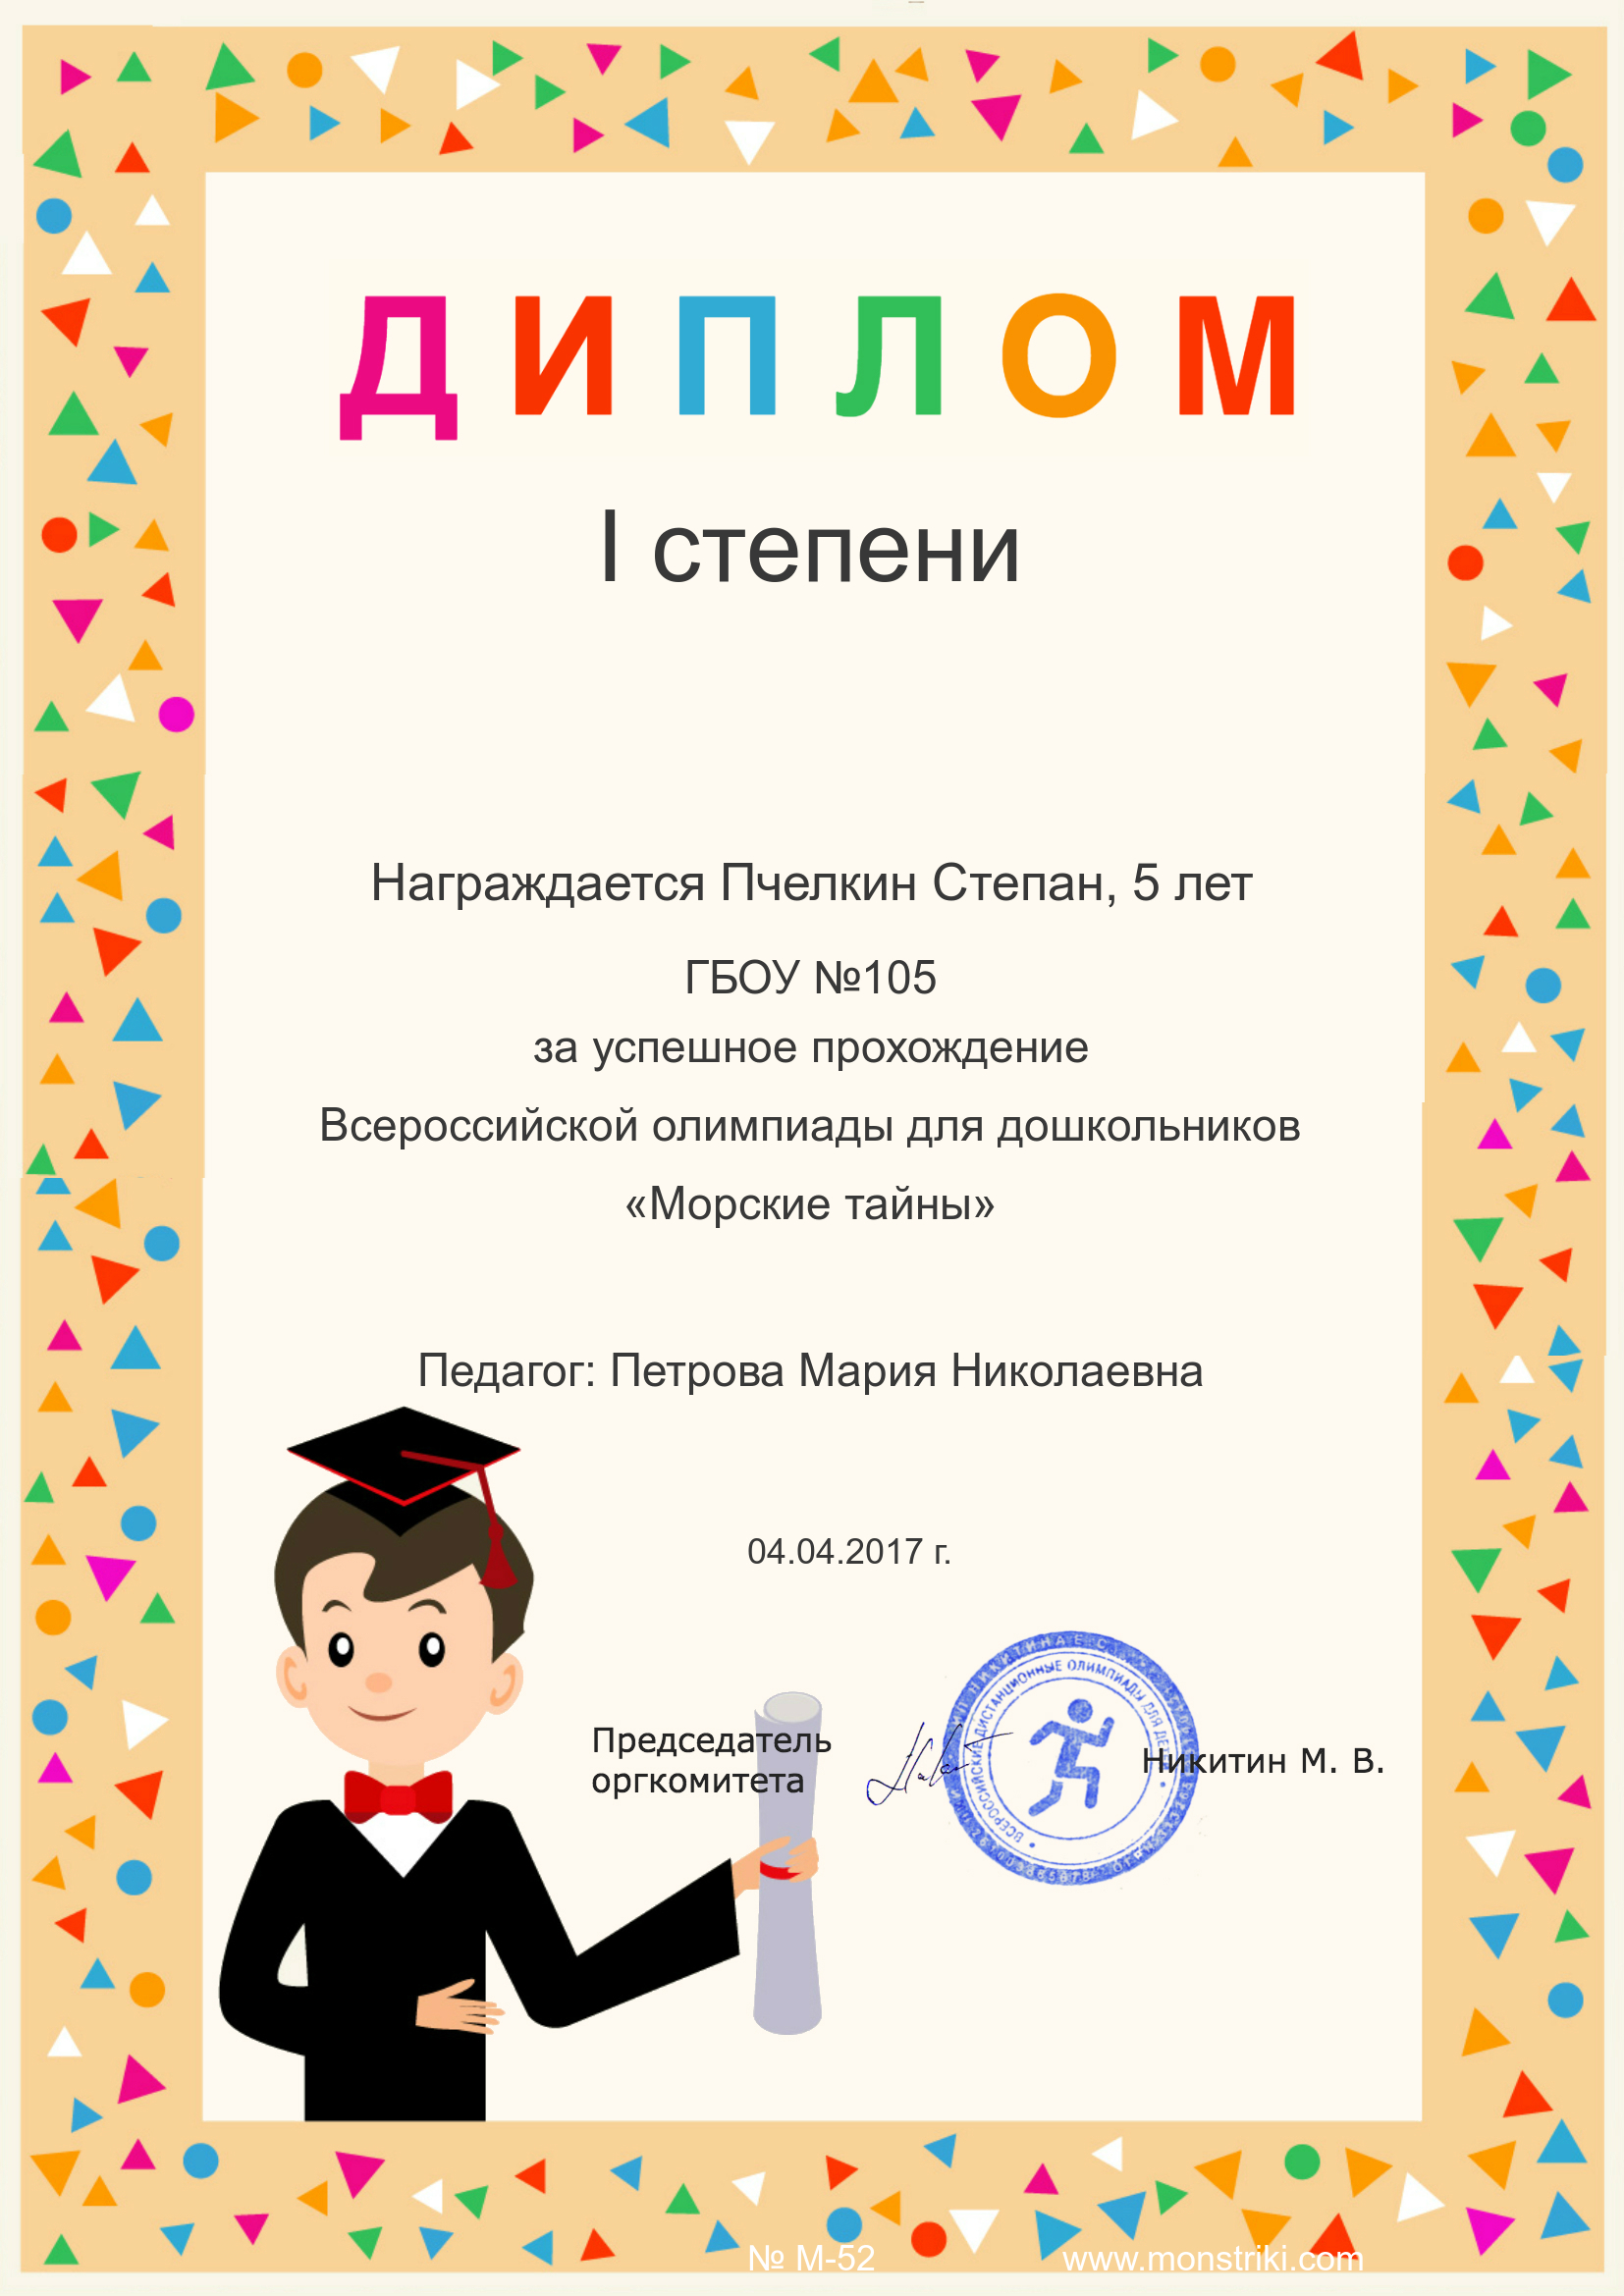 ДИПЛОМ
I степени
Награждается Пчелкин Степан, 5 лет
ГБОУ №105
за успешное прохождение
Всероссийской олимпиады для дошкольников
«Морские тайны»
Педагог: Петрова Мария Николаевна
04.04.2017 г.
Председатель
оргкомитета
Никитин М. В.
ВСЕРОССИЙСКИЕ ДИСТАНЦИОННЫЕ ОЛИМПИАДЫ ДЛЯ
№ М-52
www.monstriki.com